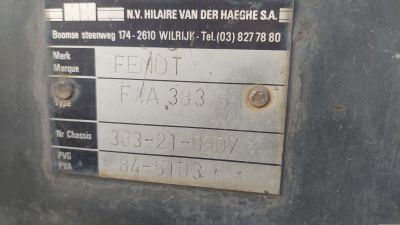 N.V. HILAIRE VAN DER HAEGHE S.A.
Boomse steenweg 174-2610 WILRIJK-Tel.(03) 827 78 80
Merk
Marque
FENDT
Type
F/A 383 S
Nr Chassis
383-21-0607
PVG
PVA
84-5103